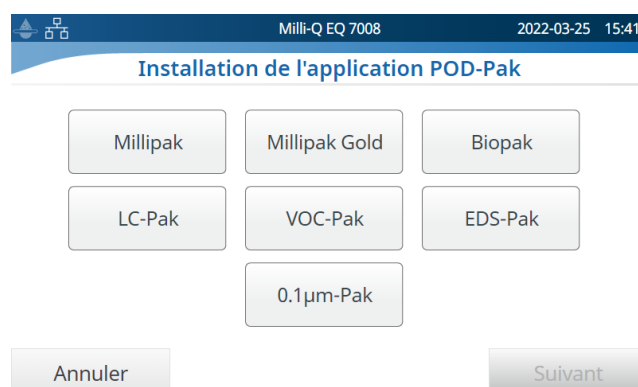 Milli-Q EQ 7008 2022-03-25 15:41
Installation de l'application POD-Pak
Millipak Millipak Gold Biopak
LC-Pak VOC-Pak EDS-Pak
0.1µm-Pak
Annuler Suivant